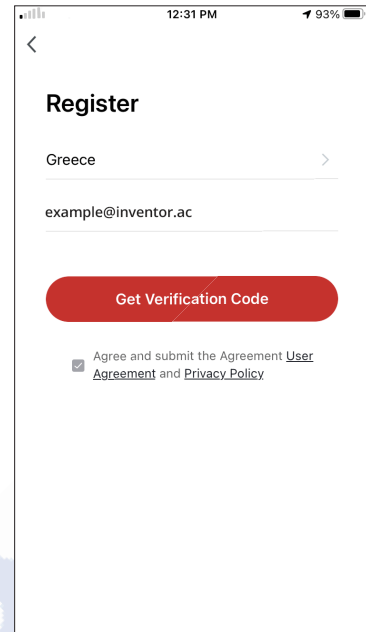 12:31 PM 93%
Register
Greece
example@inventor.ac
Get Verification Code
Agree and submit the Agreement User
Agreement and Privacy Policy